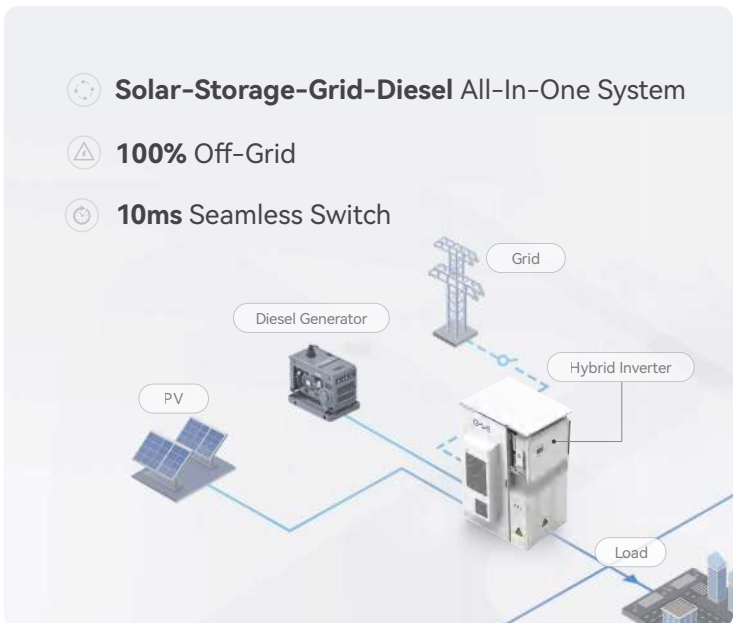 Solar-Storage-Grid-Diesel All-In-One System
100% Off-Grid
10ms Seamless Switch
Grid
Diesel Generator
Hybrid Inverter
PV
Load